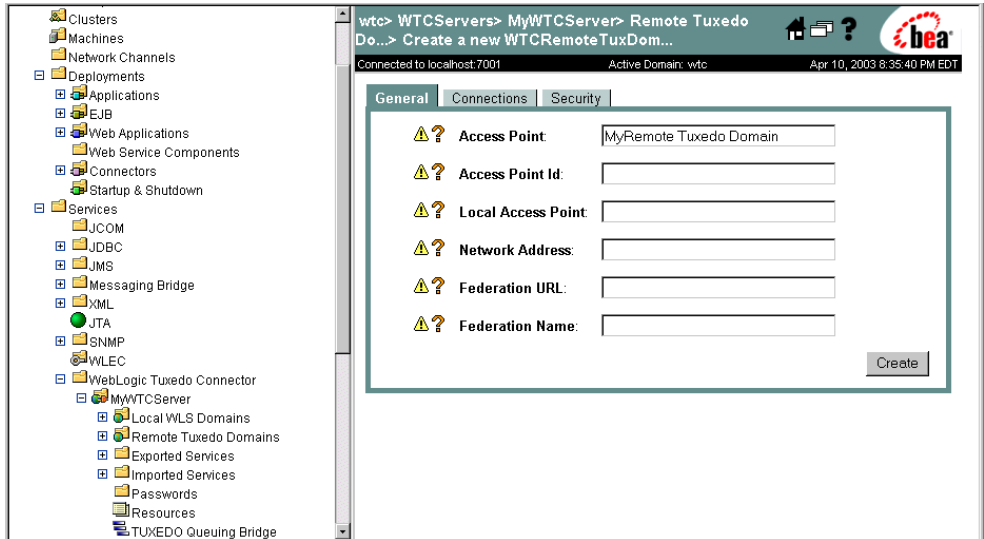 Clusters
Machines
Network Channels
Deployments
Applications
EJB
Web Applications
Web Service Components
Connectors
Startup & Shutdown
Services
JCOM
JDBC
JMS
Messaging Bridge
XML
JTA
SNMP
WLEC
WebLogic Tuxedo Connector
MyWTCServer
Local WLS Domains
Remote Tuxedo Domains
Exported Services
Imported Services
Passwords
Resources
TUXEDO Queuing Bridge
wtc> WTCServers> MyWTCServer> Remote Tuxedo
Do...> Create a new WTCRemoteTuxDom...
? bea
Connected to localhost:7001 Active Domain: wtc Apr 10, 2003 8:35:40 PM EDT
General Connections Security
? Access Point: MyRemote Tuxedo Domain
? Access Point Id:
? Local Access Point:
? Network Address:
? Federation URL:
? Federation Name:
Create